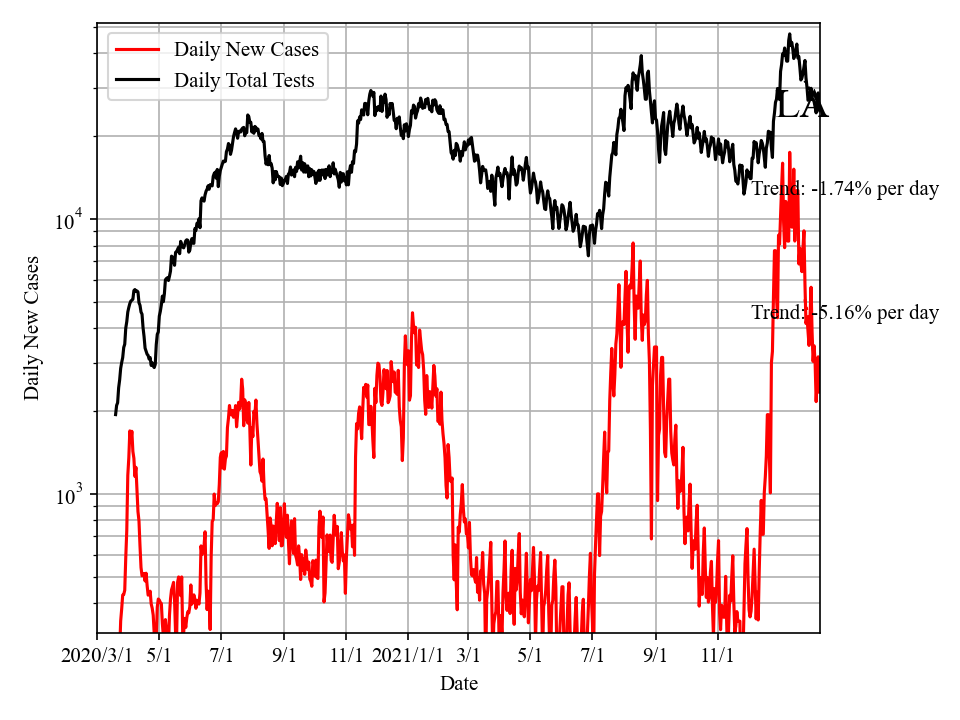 Daily New Cases
Daily Total Tests
LA
Trend: -1.74% per day
Trend: -5.16% per day
10^4
10^3
Daily New Cases
2020/3/1 5/1 7/1 9/1 11/1 2021/1/1 3/1 5/1 7/1 9/1 11/1
Date